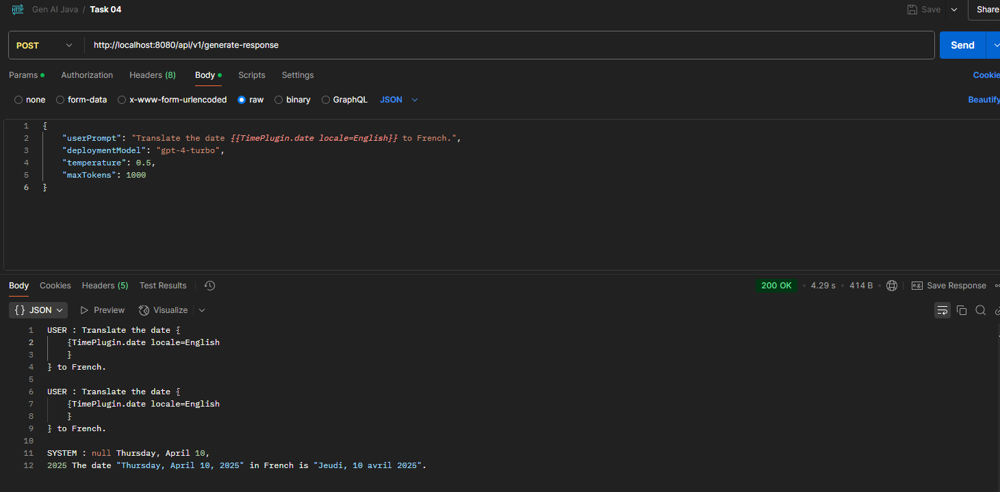 HTTP Gen AI Java / Task 04 Save Share
POST http://localhost:8080/api/v1/generate-response Send
Params Authorization Headers (8) Body Scripts Settings Cookie
none form-data x-www-form-urlencoded raw binary GraphQL JSON Beautify
1 {
2 "userPrompt": "Translate the date {{TimePlugin.date locale=English}} to French.",
3 "deploymentModel": "gpt-4-turbo",
4 "temperature": 0.5,
5 "maxTokens": 1000
6 }
Body Cookies Headers (5) Test Results 200 OK 4.29 s 414 B e.g. Save Response
{} JSON Preview Visualize
1 USER : Translate the date {
2 {TimePlugin.date locale=English
3 }
4 } to French.
5
6 USER : Translate the date {
7 {TimePlugin.date locale=English
8 }
9 } to French.
10
11 SYSTEM : null Thursday, April 10,
12 2025 The date "Thursday, April 10, 2025" in French is "Jeudi, 10 avril 2025".